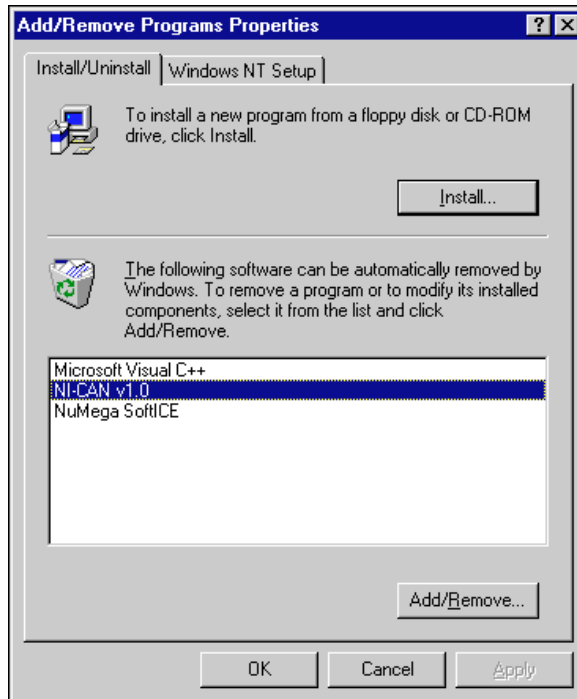 Add/Remove Programs Properties
Install/Uninstall
Windows NT Setup
To install a new program from a floppy disk or CD-ROM
drive, click Install.
Install...
The following software can be automatically removed by
Windows. To remove a program or to modify its installed
components, select it from the list and click
Add/Remove.
Microsoft Visual C++
NI-CAN v1.0
NuMega SoftICE
Add/Remove...
OK
Cancel
Apply